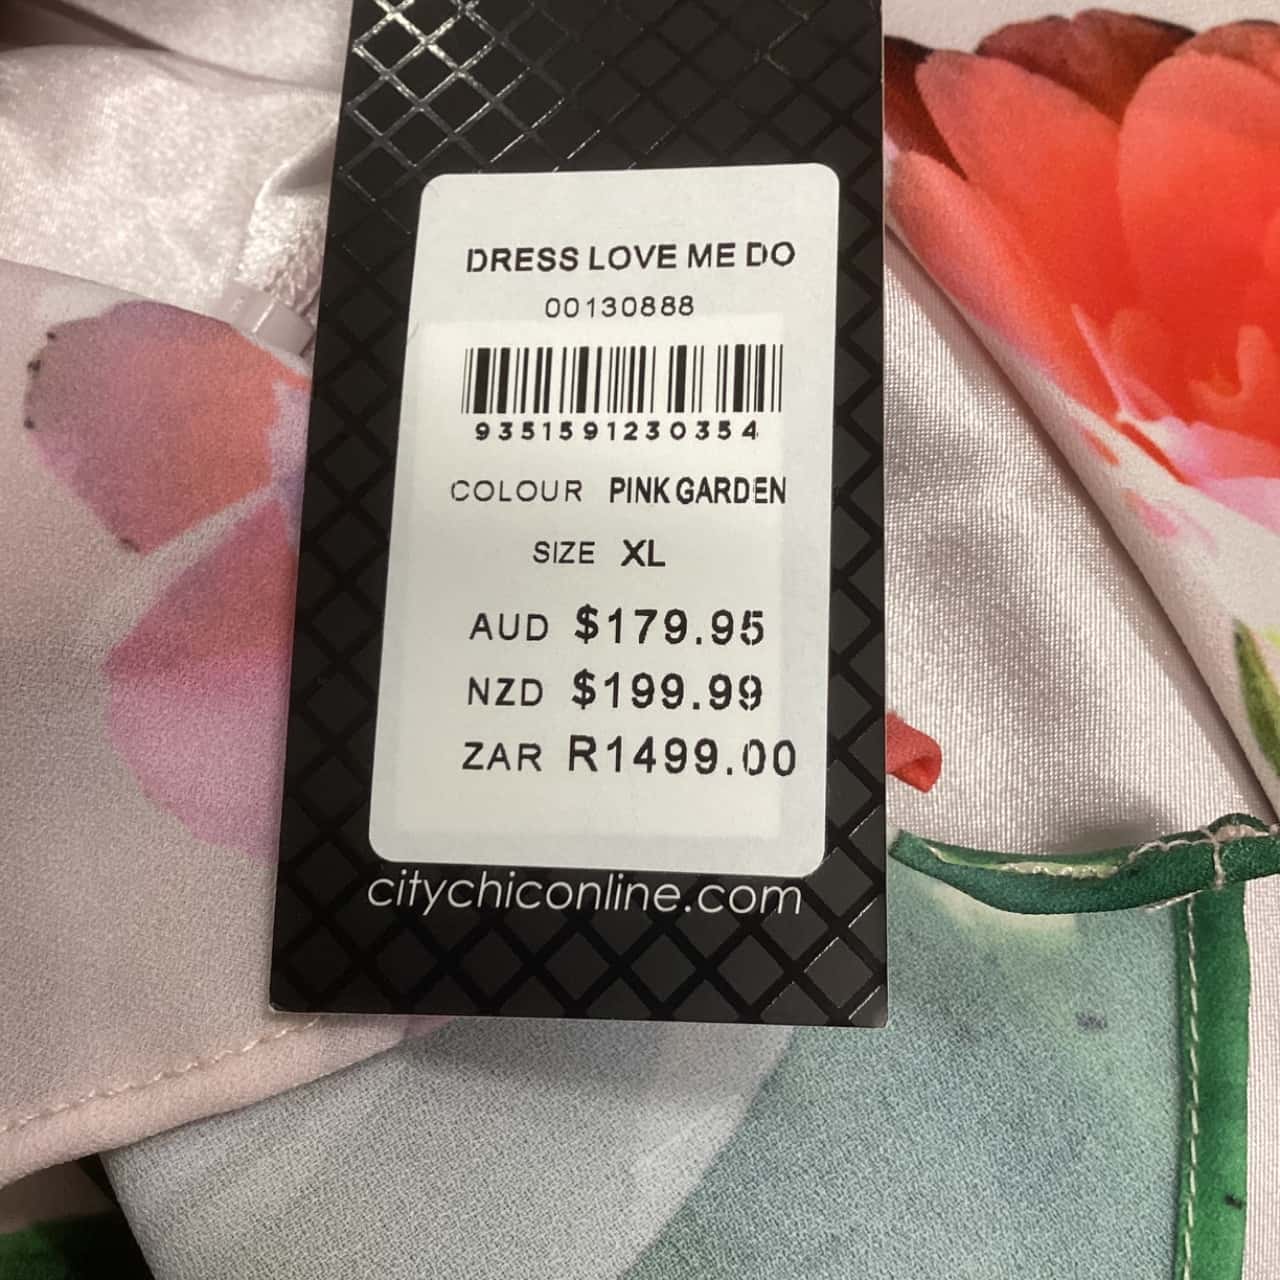 DRESS LOVE ME DO
00130888
9351591230354
COLOUR PINK GARDEN
SIZE XL
AUD $179.95
NZD $199.99
ZAR R1499.00
citychiconline.com